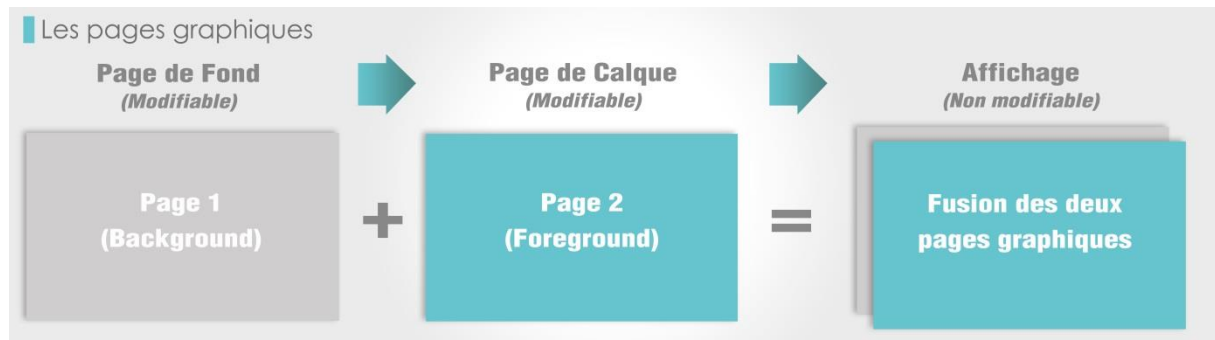 Les pages graphiques
Page de Fond
(Modifiable)
Page de Calque
(Modifiable)
Affichage
(Non modifiable)
Page 1
(Background)
+
Page 2
(Foreground)
=
Fusion des deux
pages graphiques